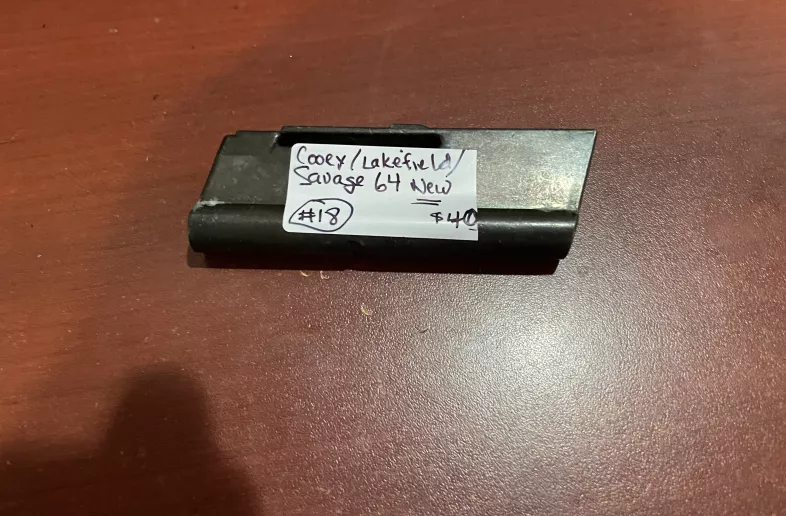 Cooey/Lakefield/
Savage 64 New
#18 $40